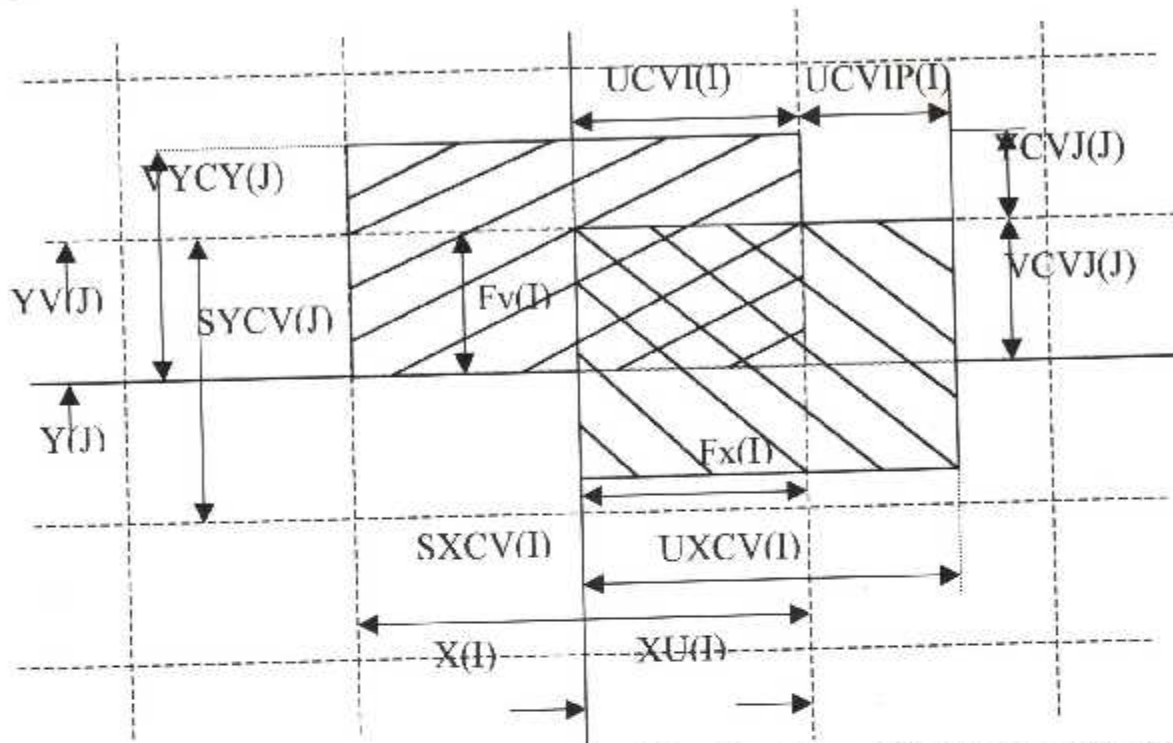 UCVI(I) UCVIP(I)
VYCY(J) YCVJ(J)
YV(J) SYCV(J) Fv(I) VCVJ(J)
Y(J) Fx(I)
SXCV(I) UXCV(I)
X(I) XU(I)